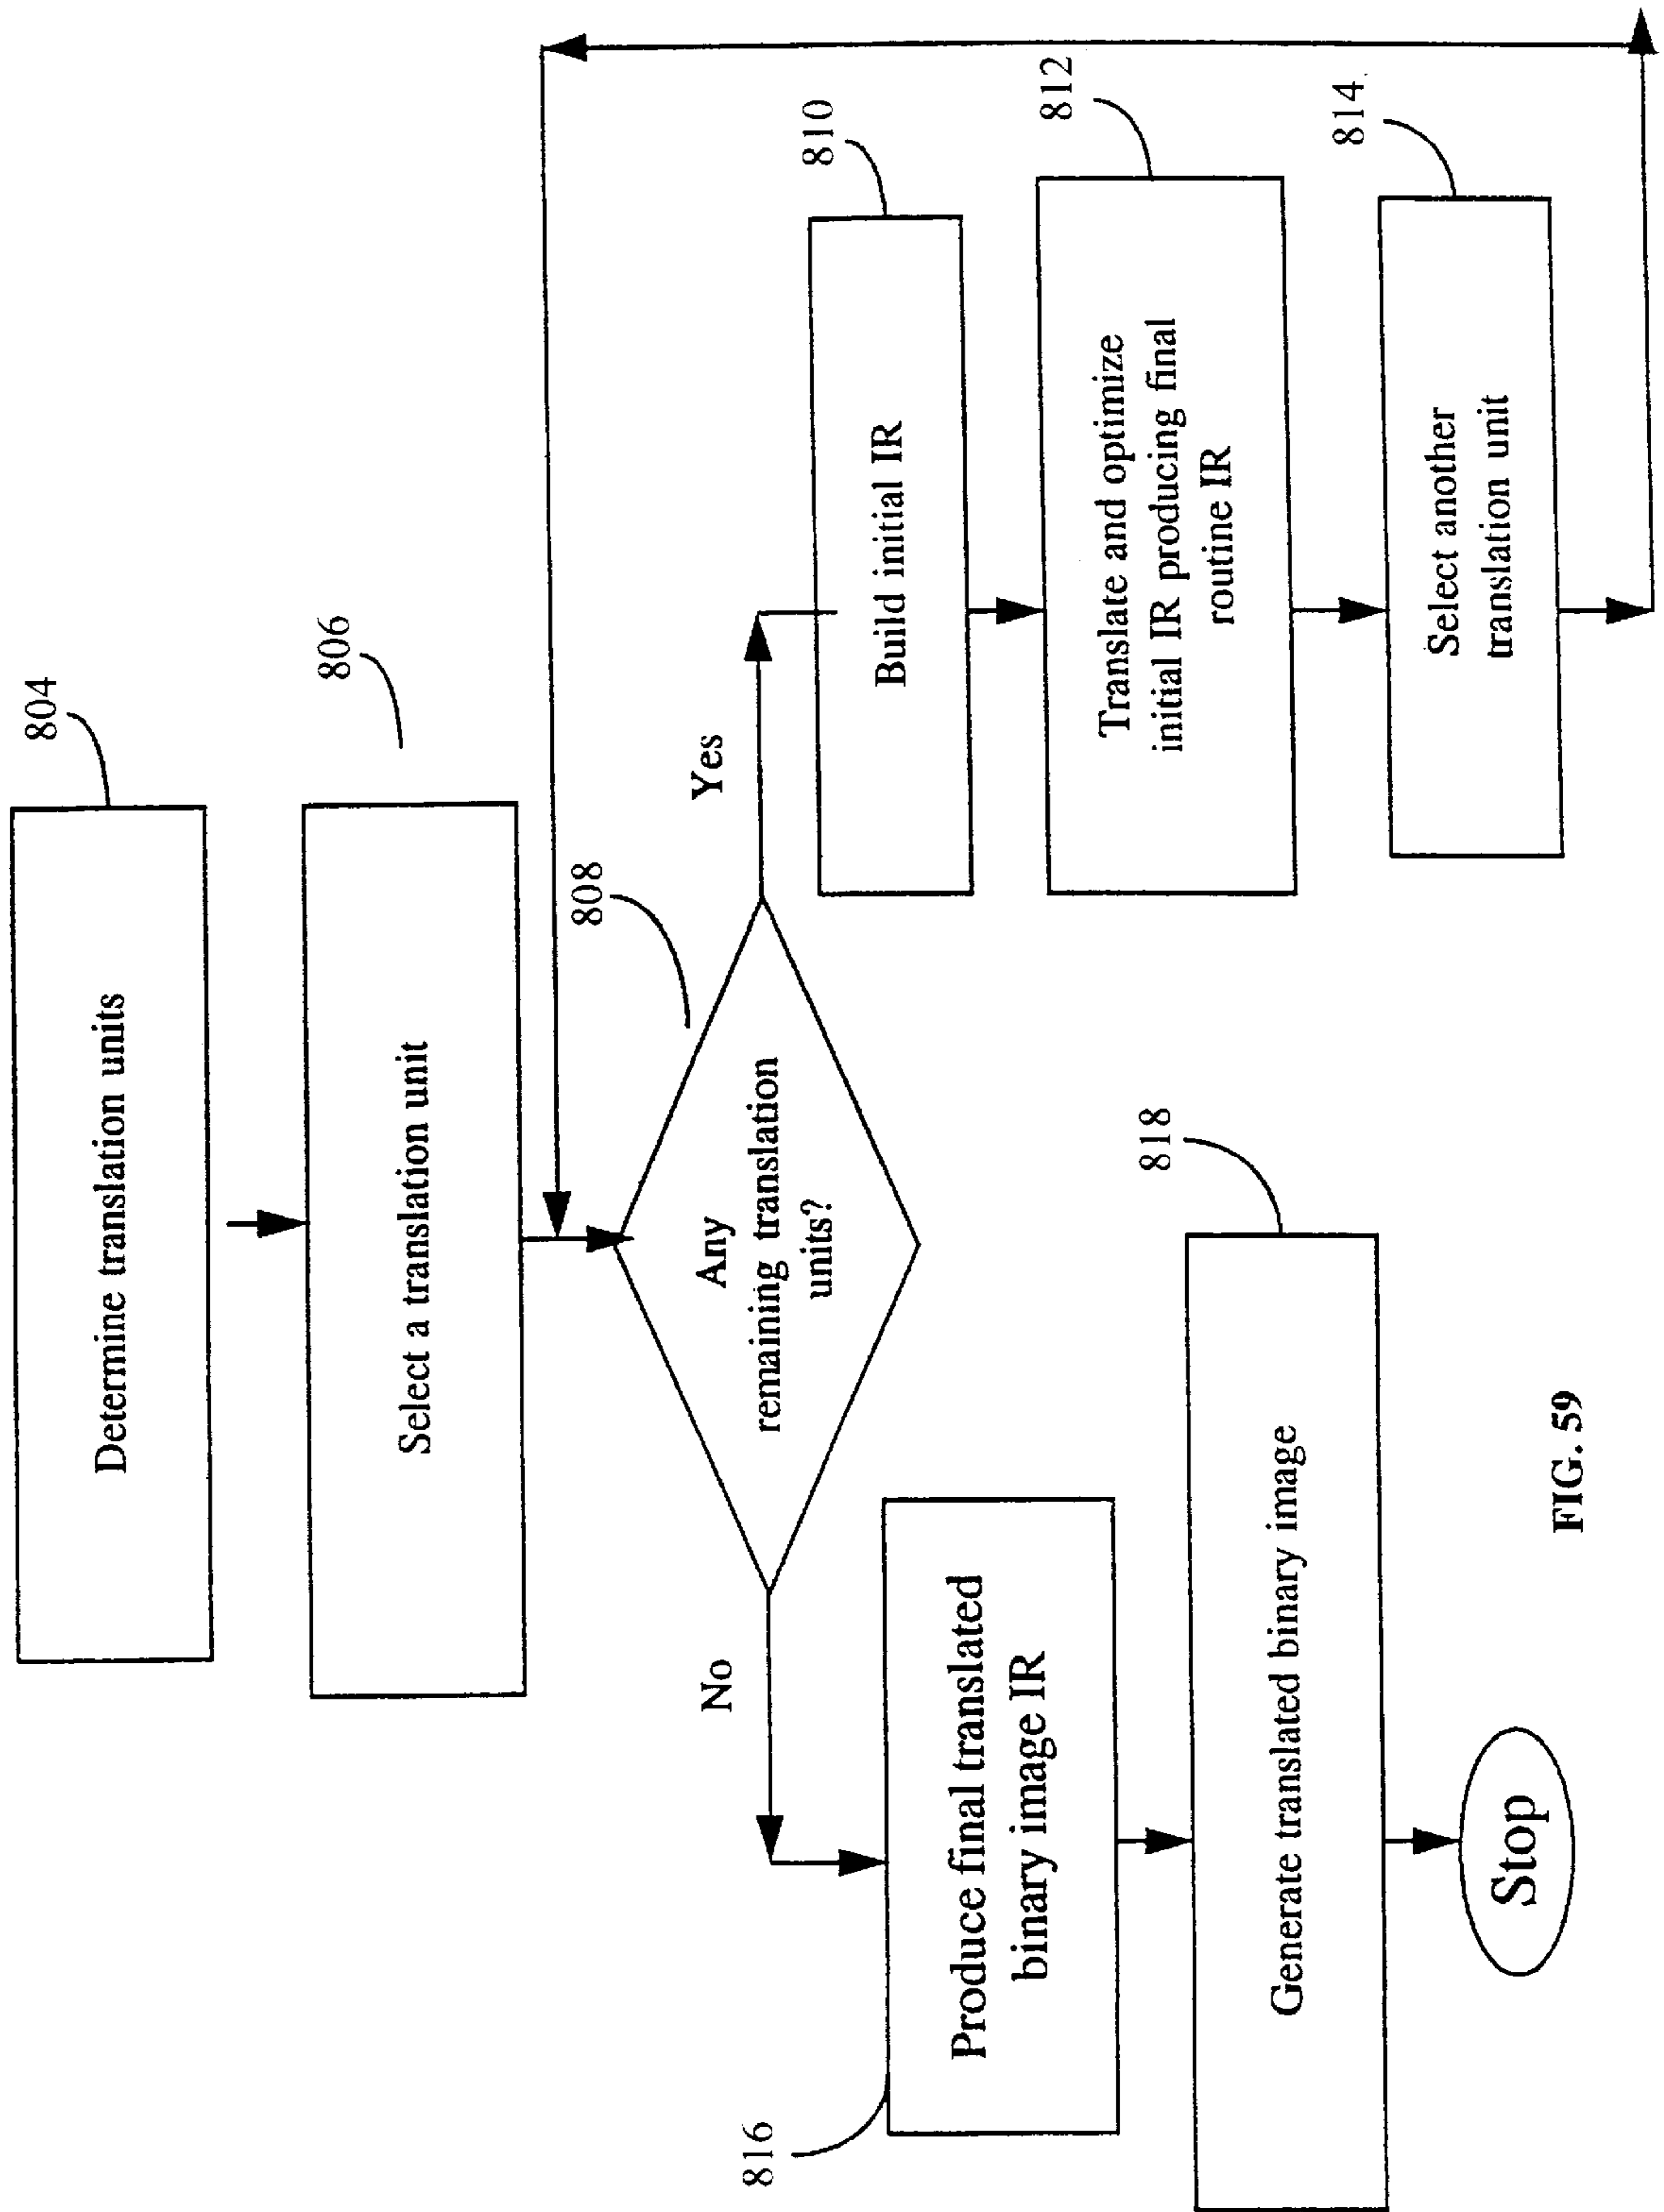 804
Determine translation units
806
Select a translation unit
808
Any
remaining translation
units?
Yes
No
810
Build initial IR
812
Translate and optimize
initial IR producing final
routine IR
814
Select another
translation unit
816
Produce final translated
binary image IR
818
Generate translated binary image
Stop
FIG. 59